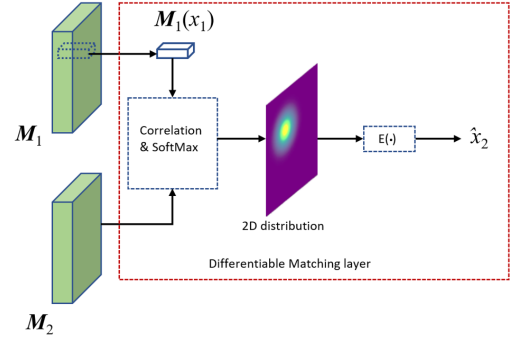 M₁(x₁)
M₁
Correlation
& SoftMax
E(·)
x̂₂
2D distribution
Differentiable Matching layer
M₂